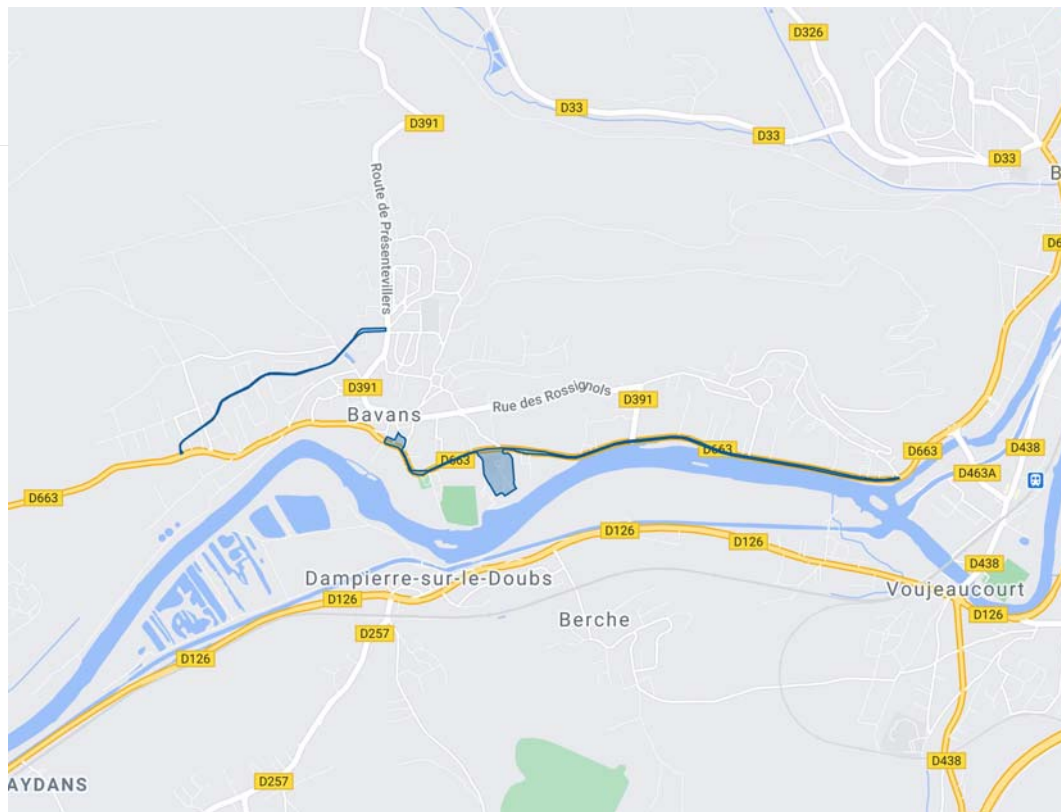 D326
D33
D391
D33
D33
B
Route de Présentevillers
D6
D391
Rue des Rossignols
D391
Bavans
D663
D663
D663
D438
D463A
D663
D126
D126
D438
Dampierre-sur-le-Doubs
D126
Voujeaucourt
D126
Berche
D257
D126
D438
D257
AYDANS